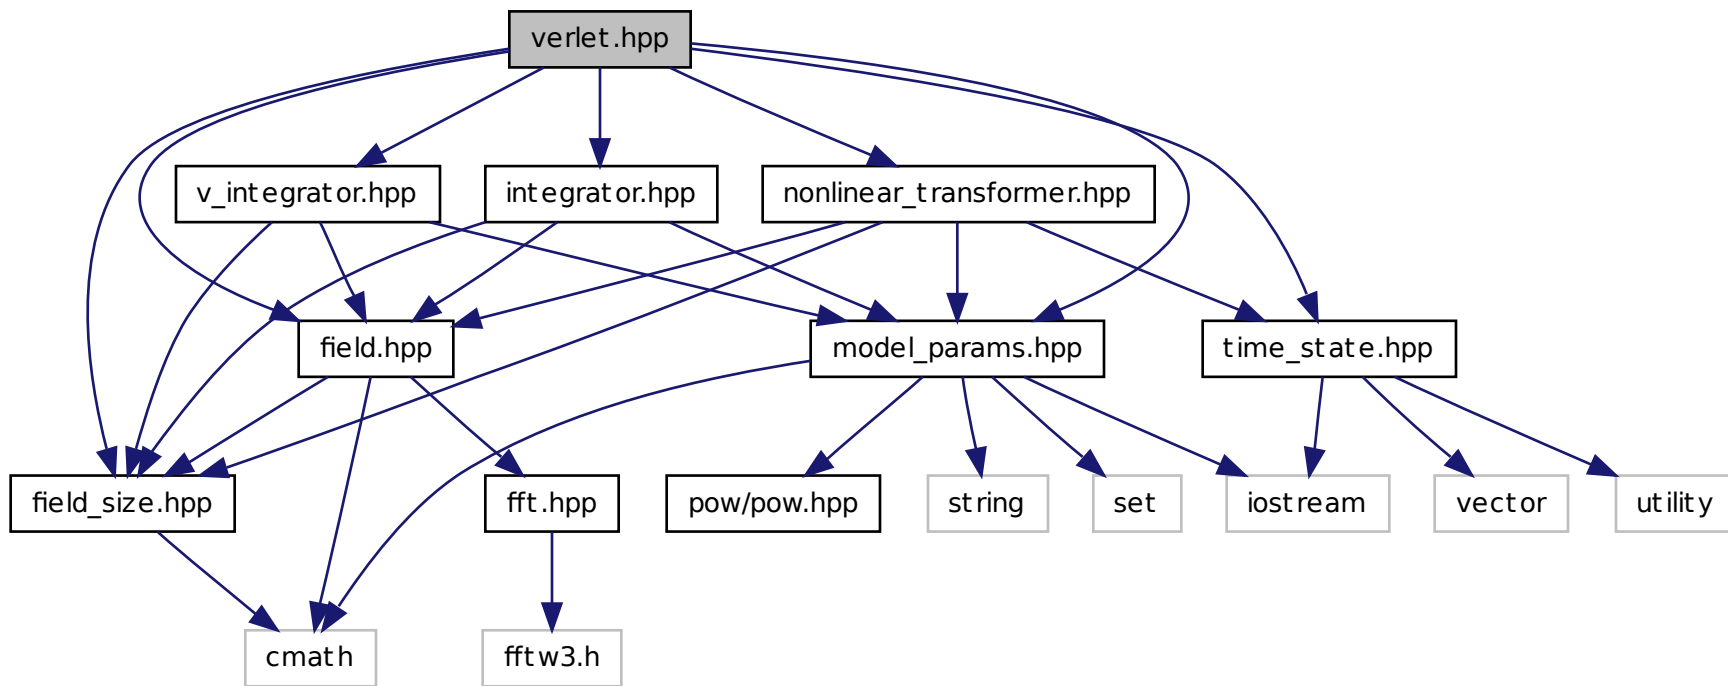 verlet.hpp
v_integrator.hpp
integrator.hpp
nonlinear_transformer.hpp
field.hpp
model_params.hpp
time_state.hpp
field_size.hpp
fft.hpp
pow/pow.hpp
string
set
iostream
vector
utility
cmath
fftw3.h